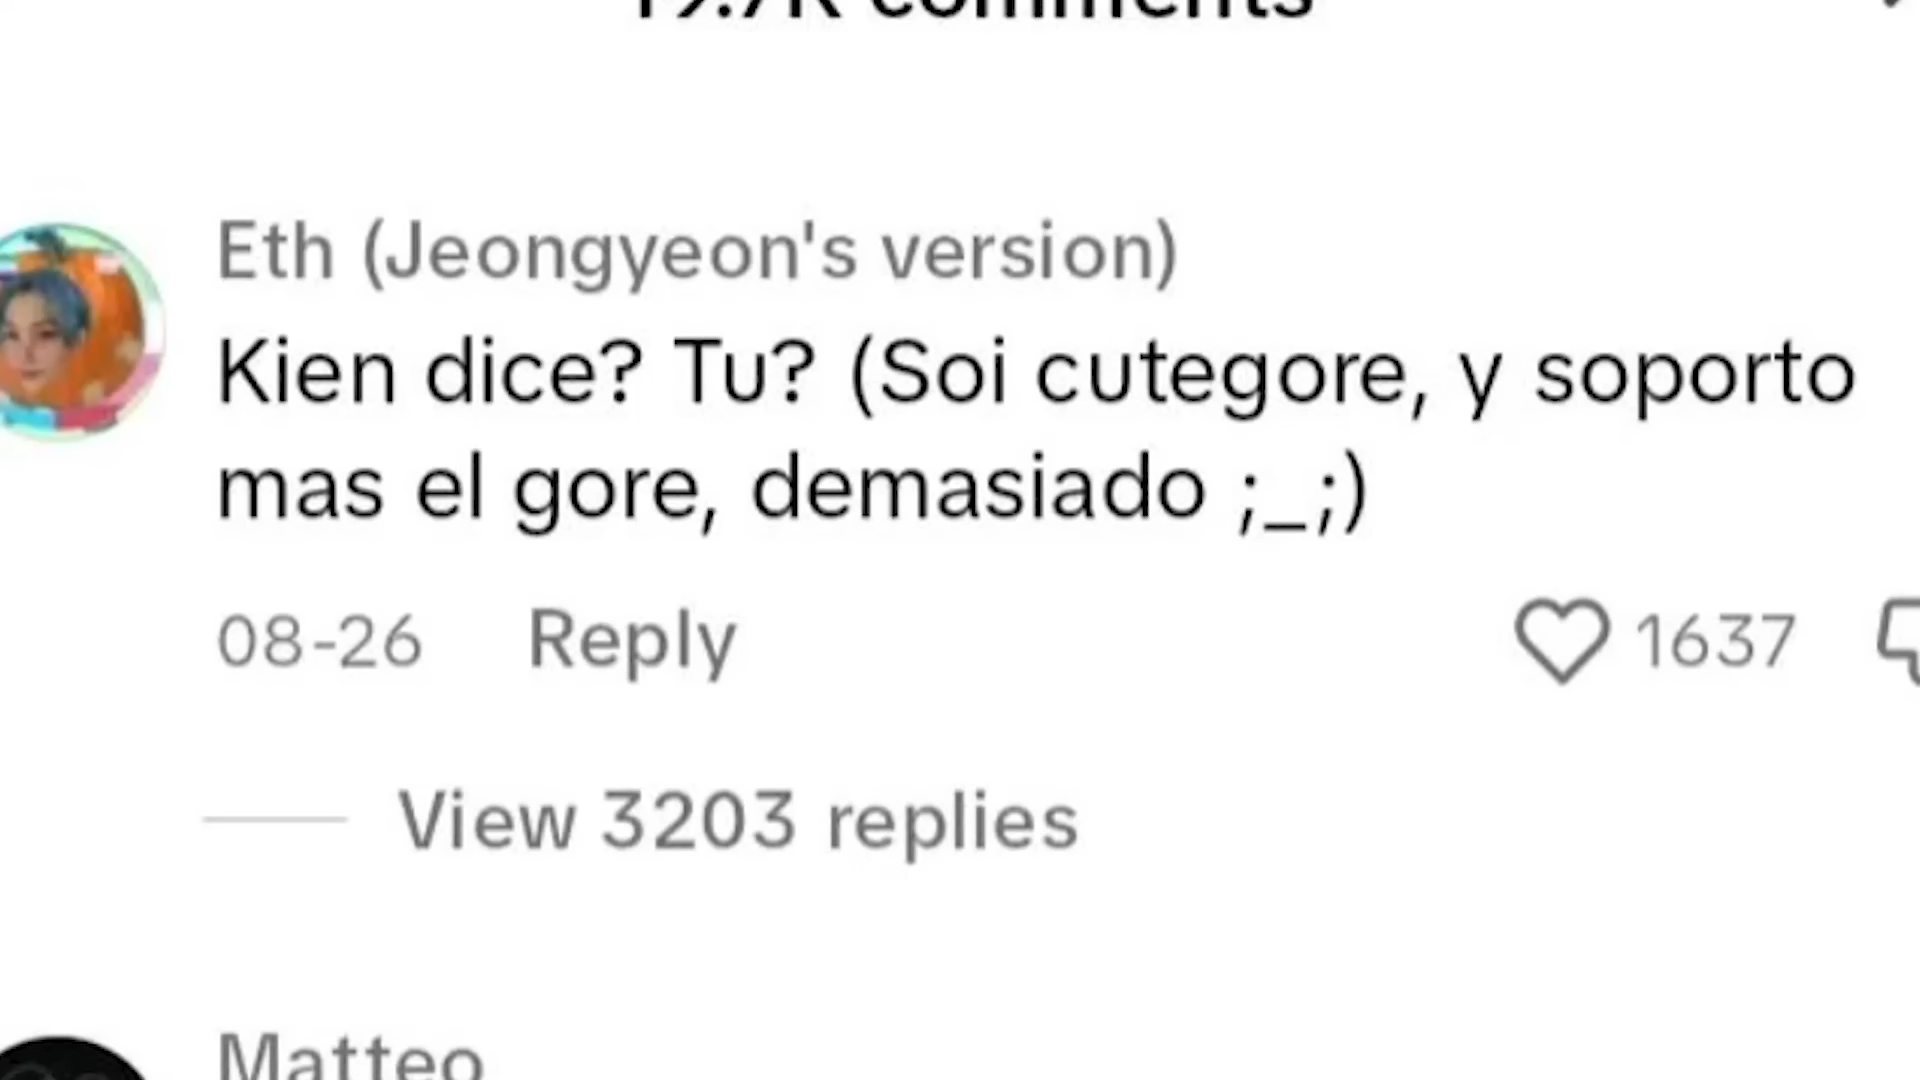 comments
Eth (Jeongyeon's version)
Kien dice? Tu? (Soi cutegore, y soporto
mas el gore, demasiado ;_;)
08-26 Reply 1637
View 3203 replies
Matteo